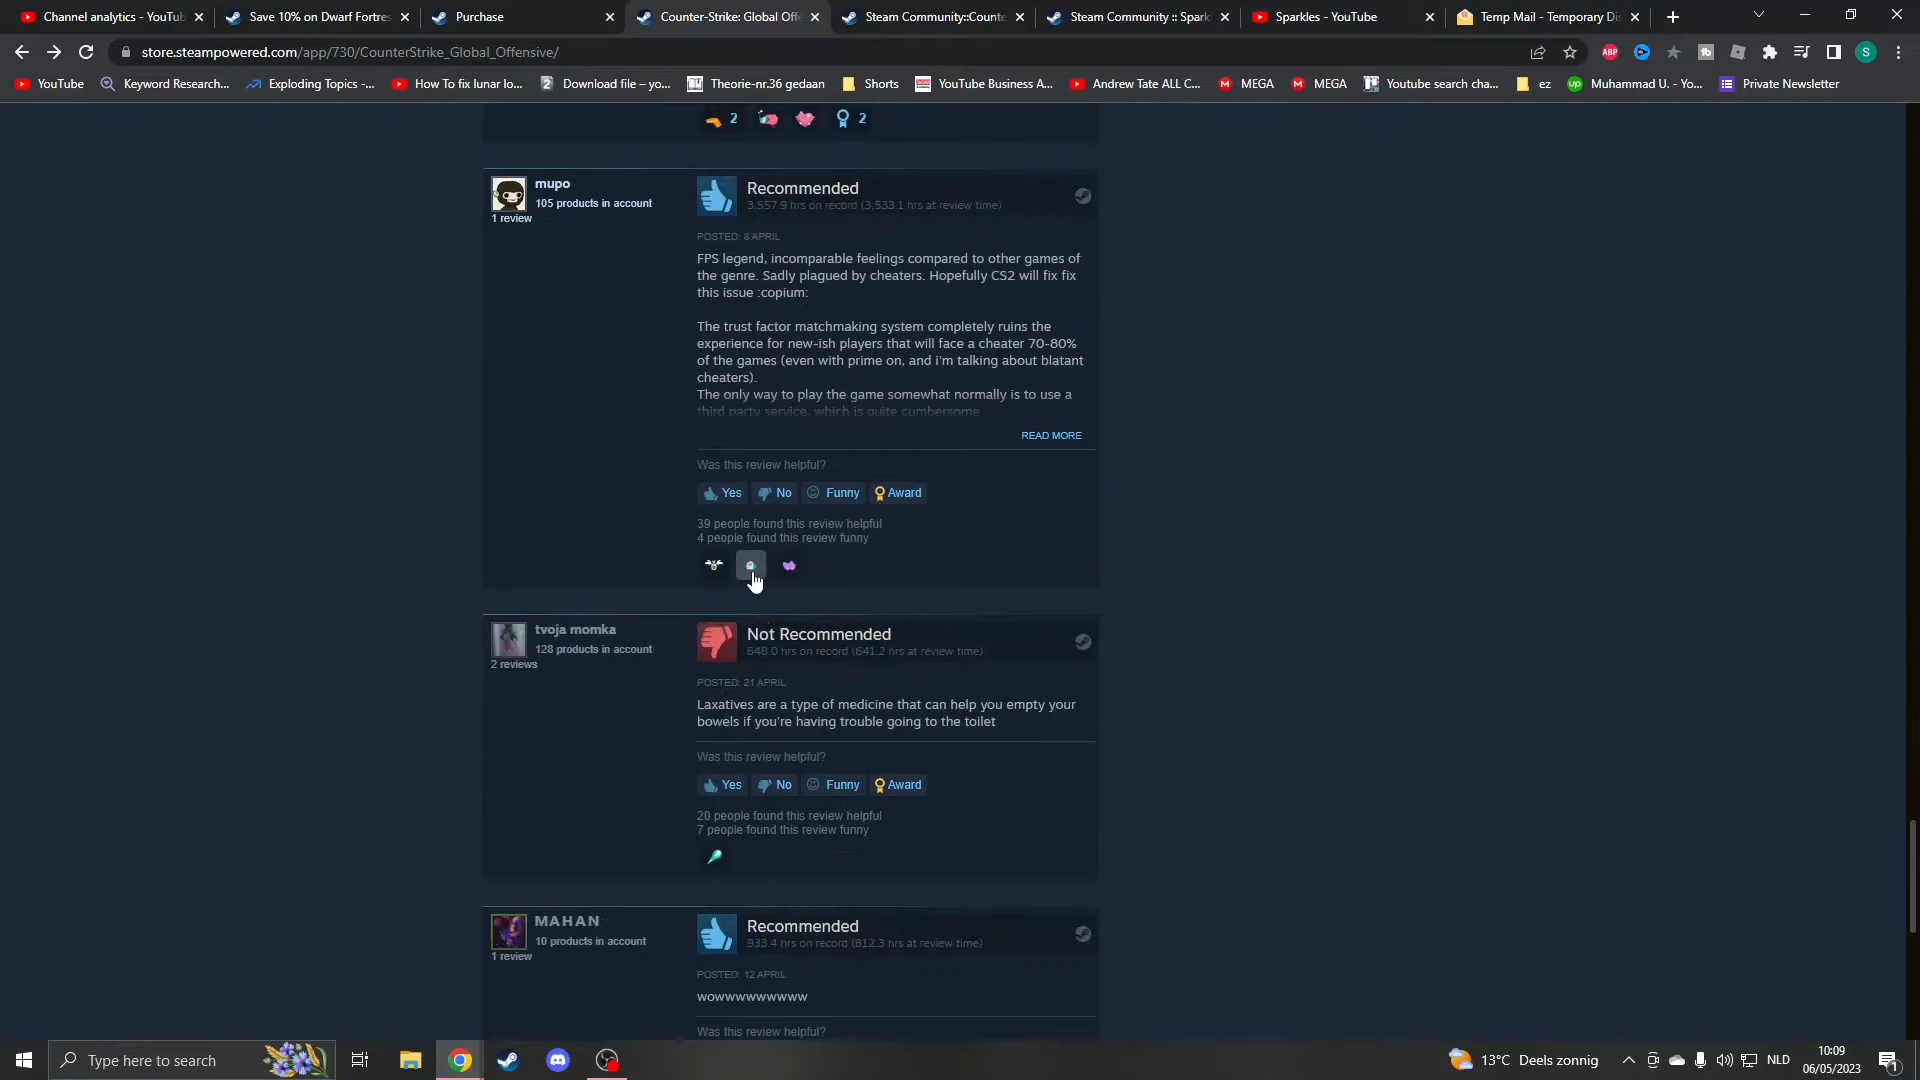 Channel analytics - YouTub
Save 10% on Dwarf Fortres
Purchase
Counter-Strike: Global Offe
Steam Community::Counte
Steam Community :: Spark
Sparkles - YouTube
Temp Mail - Temporary Di
store.steampowered.com/app/730/CounterStrike_Global_Offensive/
ABP
S
YouTube
Keyword Research...
Exploding Topics -...
How To fix lunar lo...
Download file – yo...
Theorie-nr.36 gedaan
Shorts
YouTube Business A...
Andrew Tate ALL C...
MEGA
MEGA
Youtube search cha...
ez
Muhammad U. - Yo...
Private Newsletter
2
2
mupo
105 products in account
1 review
Recommended
3,557.9 hrs on record (3,533.1 hrs at review time)
POSTED: 8 APRIL
FPS legend, incomparable feelings compared to other games of
the genre. Sadly plagued by cheaters. Hopefully CS2 will fix fix
this issue :copium:
The trust factor matchmaking system completely ruins the
experience for new-ish players that will face a cheater 70-80%
of the games (even with prime on, and i'm talking about blatant
cheaters).
The only way to play the game somewhat normally is to use a
third party service, which is quite cumbersome
READ MORE
Was this review helpful?
Yes No Funny Award
39 people found this review helpful
4 people found this review funny
tvoja momka
128 products in account
2 reviews
Not Recommended
648.0 hrs on record (641.2 hrs at review time)
POSTED: 21 APRIL
Laxatives are a type of medicine that can help you empty your
bowels if you're having trouble going to the toilet
Was this review helpful?
Yes No Funny Award
20 people found this review helpful
7 people found this review funny
MAHAN
10 products in account
1 review
Recommended
933.4 hrs on record (812.3 hrs at review time)
POSTED: 12 APRIL
wowwwwwwwwww
Was this review helpful?
Type here to search
13°C Deels zonnig
NLD
10:09
06/05/2023
1